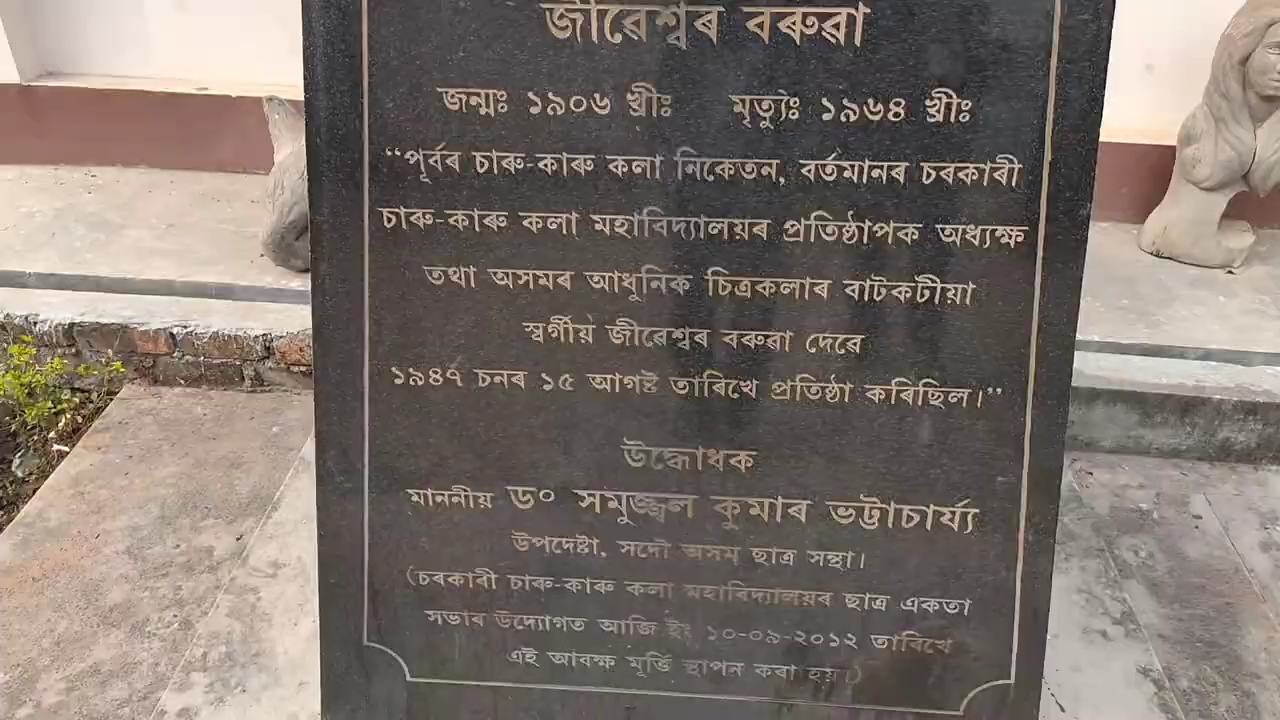 জীৱেশ্বৰ বৰুৱা
জন্মঃ ১৯০৬ খ্ৰীঃ মৃত্যুঃ ১৯৬৪ খ্ৰীঃ
“পূৰ্বৰ চাৰু-কাৰু কলা নিকেতন, বৰ্তমানৰ চৰকাৰী
চাৰু-কাৰু কলা মহাবিদ্যালয়ৰ প্ৰতিষ্ঠাপক অধ্যক্ষ
তথা অসমৰ আধুনিক চিত্ৰকলাৰ বাটকটীয়া
স্বৰ্গীয় জীৱেশ্বৰ বৰুৱা দেৱে
১৯৪৭ চনৰ ১৫ আগষ্ট তাৰিখে প্ৰতিষ্ঠা কৰিছিল।”
উদ্ধোধক
মাননীয় ড০ সমুজ্জ্বল কুমাৰ ভট্টাচাৰ্য্য
উপদেষ্টা, সদৌ অসম ছাত্ৰ সন্থা।
(চৰকাৰী চাৰু-কাৰু কলা মহাবিদ্যালয়ৰ ছাত্ৰ একতা
সভাৰ উদ্যোগত আজি ইং ১০-০৯-২০১২ তাৰিখে
এই আবক্ষ মূৰ্ত্তি স্থাপন কৰা হয়।)